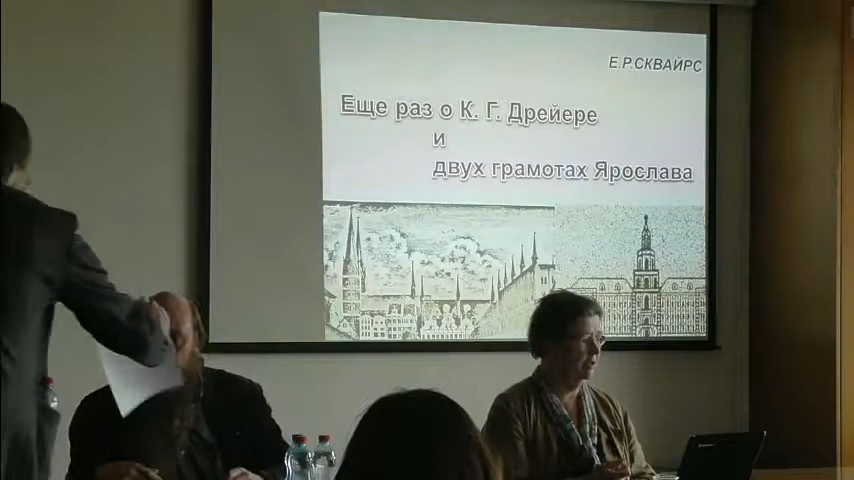 Е.Р.СКВАЙРС
Еще раз о К. Г. Дрейере
и
двух грамотах Ярослава